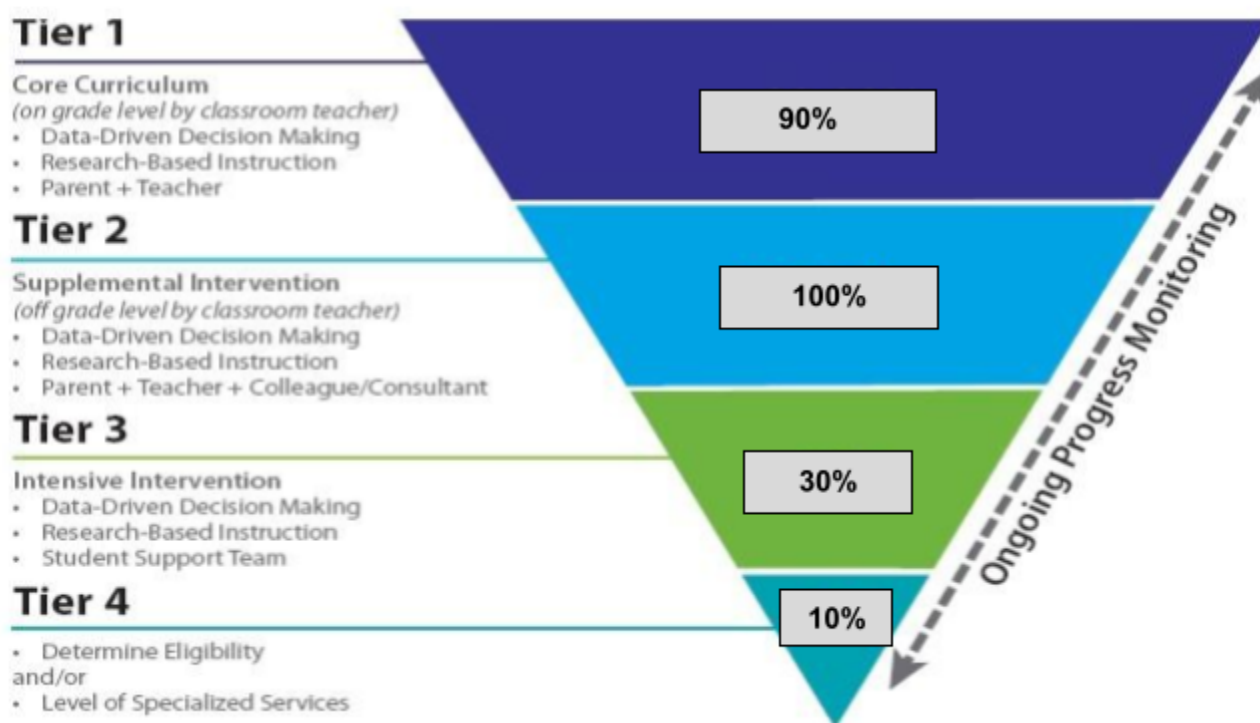 Tier 1
Core Curriculum
(on grade level by classroom teacher)
• Data-Driven Decision Making
• Research-Based Instruction
• Parent + Teacher
Tier 2
Supplemental Intervention
(off grade level by classroom teacher)
• Data-Driven Decision Making
• Research-Based Instruction
• Parent + Teacher + Colleague/Consultant
Tier 3
Intensive Intervention
• Data-Driven Decision Making
• Research-Based Instruction
• Student Support Team
Tier 4
• Determine Eligibility
and/or
• Level of Specialized Services
90%
100%
30%
10%
Ongoing Progress Monitoring